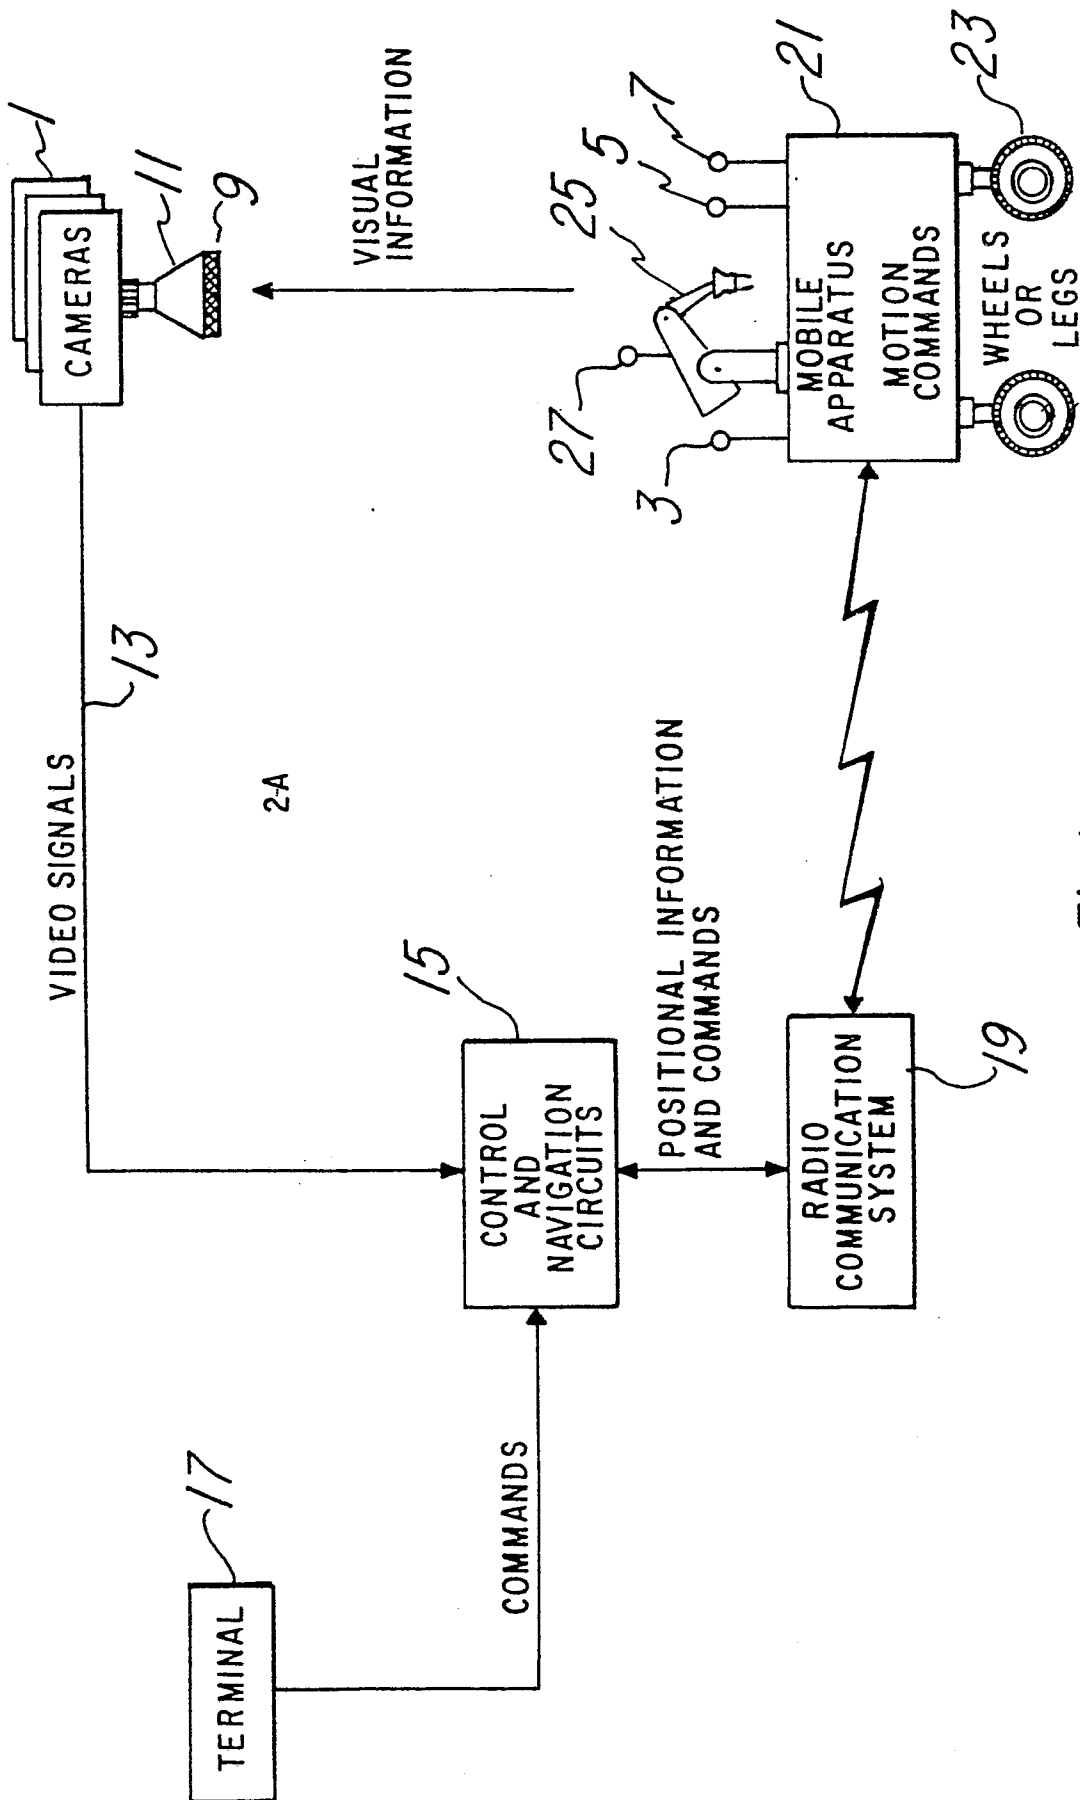 TERMINAL
17
COMMANDS
VIDEO SIGNALS
13
2-A
CAMERAS
1
11
9
VISUAL
INFORMATION
CONTROL
AND
NAVIGATION
CIRCUITS
15
POSITIONAL INFORMATION
AND COMMANDS
RADIO
COMMUNICATION
SYSTEM
19
3
27
25
5
7
21
MOBILE
APPARATUS
MOTION
COMMANDS
WHEELS
OR
LEGS
23